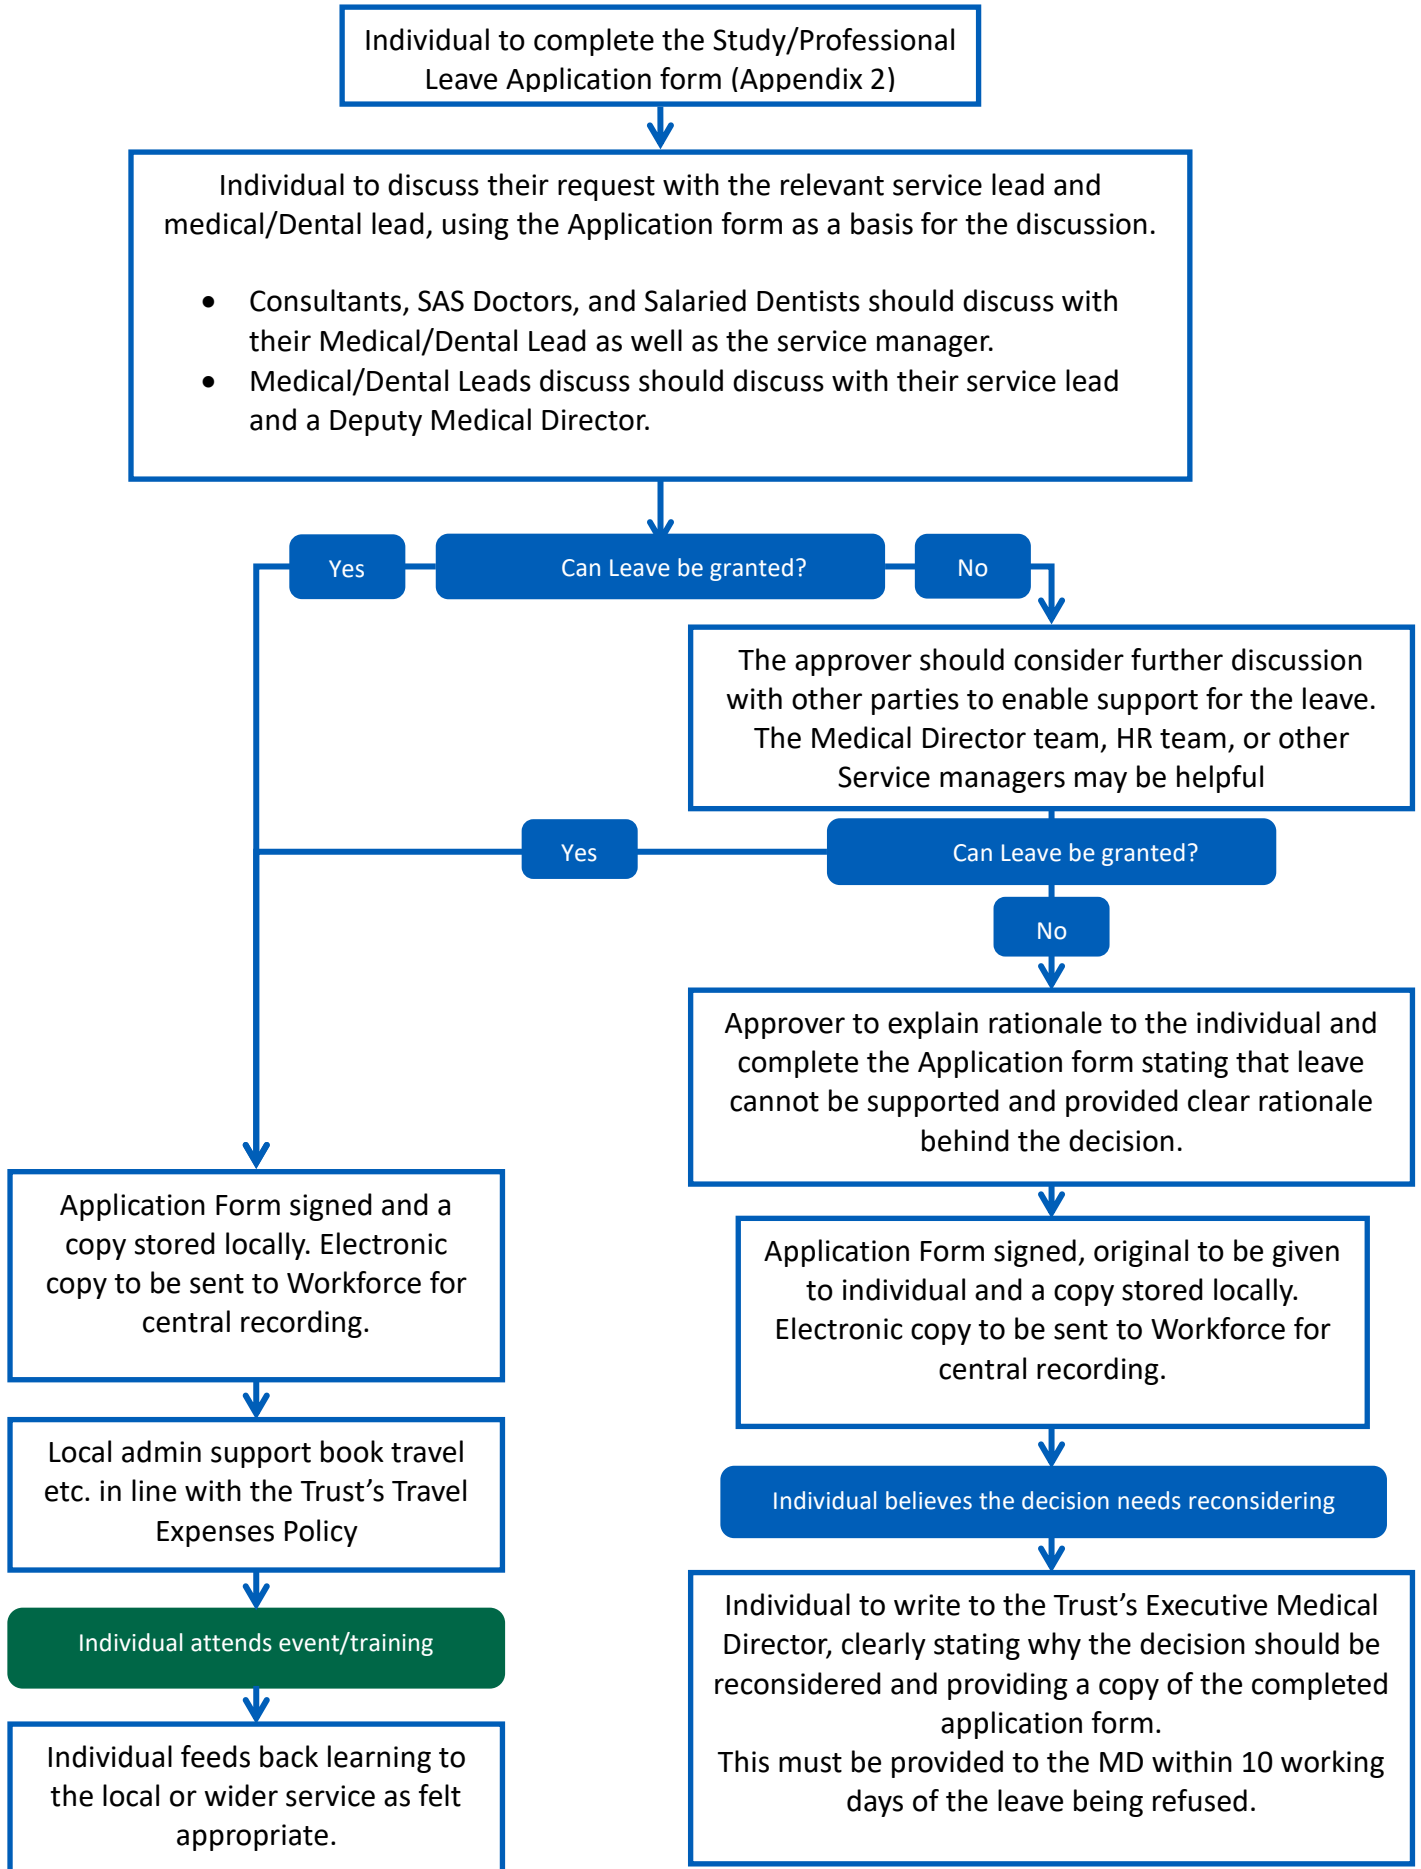 Individual to complete the Study/Professional
Leave Application form (Appendix 2)
Individual to discuss their request with the relevant service lead and
medical/Dental lead, using the Application form as a basis for the discussion.
• Consultants, SAS Doctors, and Salaried Dentists should discuss with
their Medical/Dental Lead as well as the service manager.
• Medical/Dental Leads discuss should discuss with their service lead
and a Deputy Medical Director.
Yes
Can Leave be granted?
No
The approver should consider further discussion
with other parties to enable support for the leave.
The Medical Director team, HR team, or other
Service managers may be helpful
Yes
Can Leave be granted?
No
Approver to explain rationale to the individual and
complete the Application form stating that leave
cannot be supported and provided clear rationale
behind the decision.
Application Form signed and a
copy stored locally. Electronic
copy to be sent to Workforce for
central recording.
Application Form signed, original to be given
to individual and a copy stored locally.
Electronic copy to be sent to Workforce for
central recording.
Local admin support book travel
etc. in line with the Trust’s Travel
Expenses Policy
Individual believes the decision needs reconsidering
Individual attends event/training
Individual to write to the Trust’s Executive Medical
Director, clearly stating why the decision should be
reconsidered and providing a copy of the completed
application form.
This must be provided to the MD within 10 working
days of the leave being refused.
Individual feeds back learning to
the local or wider service as felt
appropriate.